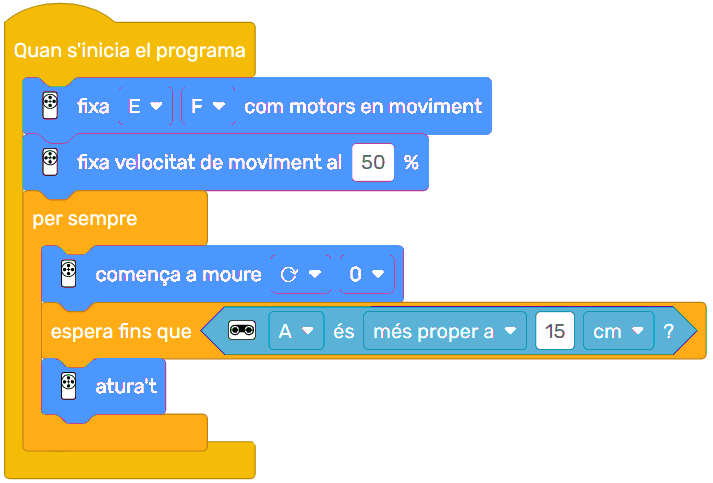 Quan s'inicia el programa
fixa E F com motors en moviment
fixa velocitat de moviment al 50 %
per sempre
comença a moure 0
espera fins que A és més proper a 15 cm ?
atura't